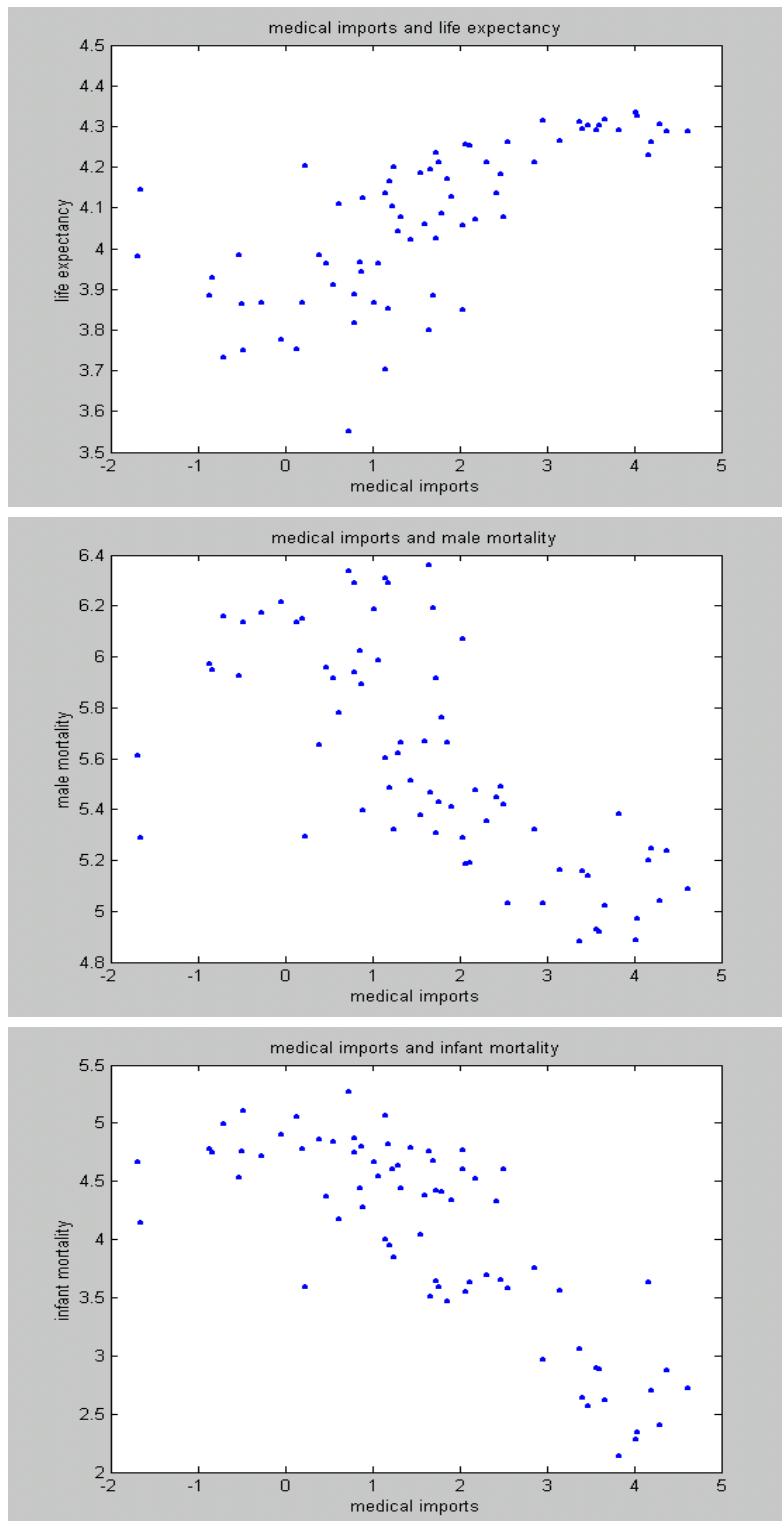 medical imports and life expectancy
4.5
4.4
4.3
4.2
4.1
4
3.9
3.8
3.7
3.6
3.5
life expectancy
-2 -1 0 1 2 3 4 5
medical imports
medical imports and male mortality
6.4
6.2
6
5.8
5.6
5.4
5.2
5
4.8
male mortality
-2 -1 0 1 2 3 4 5
medical imports
medical imports and infant mortality
5.5
5
4.5
4
3.5
3
2.5
2
infant mortality
-2 -1 0 1 2 3 4 5
medical imports